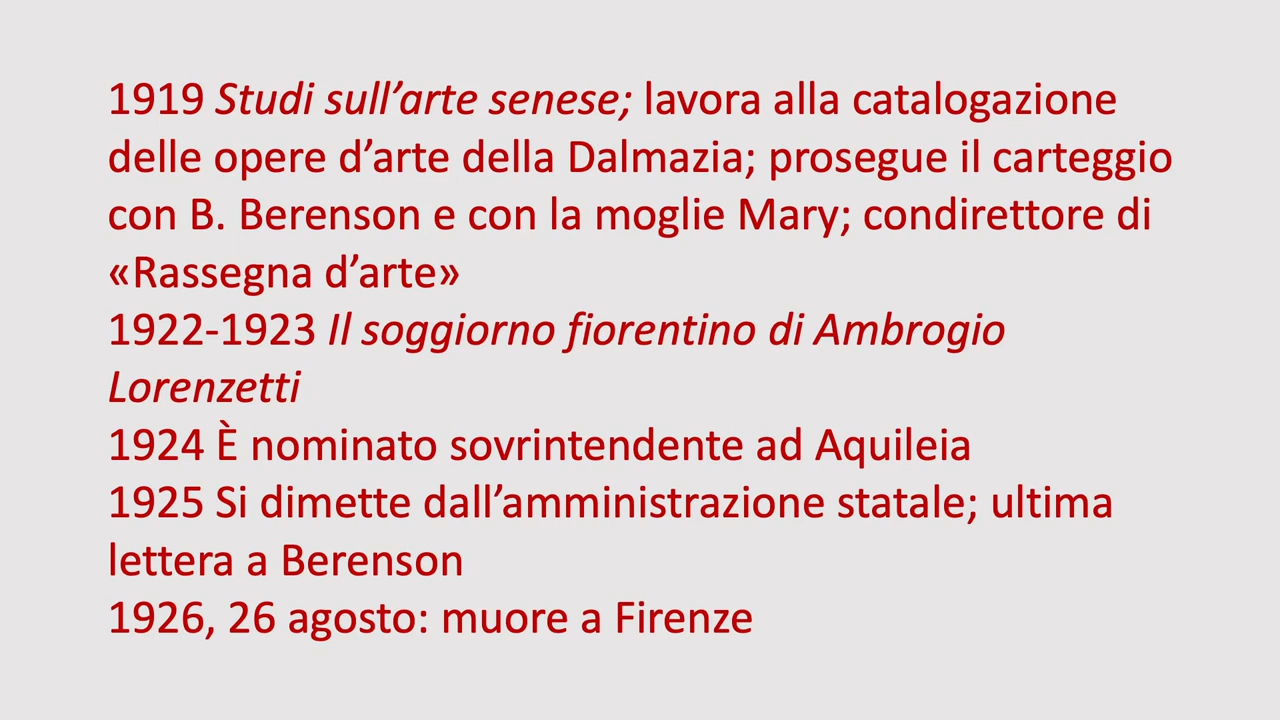 1919 Studi sull’arte senese; lavora alla catalogazione
delle opere d’arte della Dalmazia; prosegue il carteggio
con B. Berenson e con la moglie Mary; condirettore di
«Rassegna d’arte»
1922-1923 Il soggiorno fiorentino di Ambrogio
Lorenzetti
1924 È nominato sovrintendente ad Aquileia
1925 Si dimette dall’amministrazione statale; ultima
lettera a Berenson
1926, 26 agosto: muore a Firenze